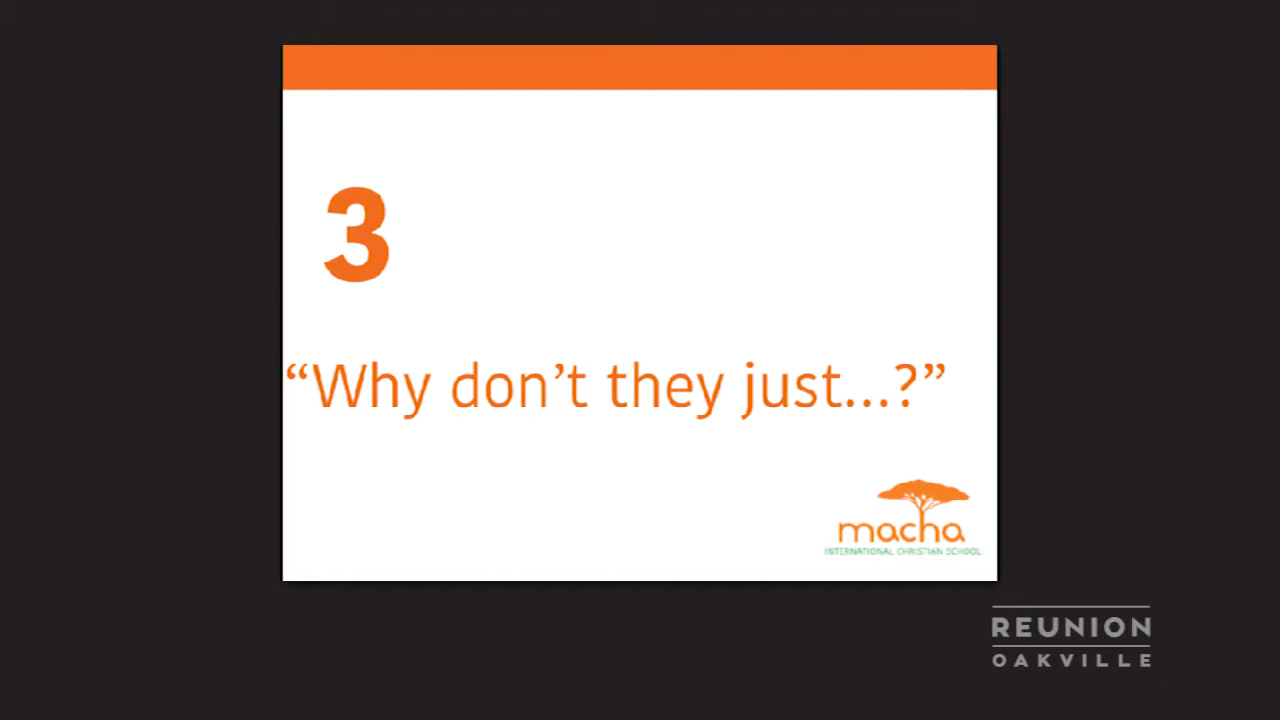 3
“Why don’t they just...?”
macha
INTERNATIONAL CHRISTIAN SCHOOL
REUNION
OAKVILLE